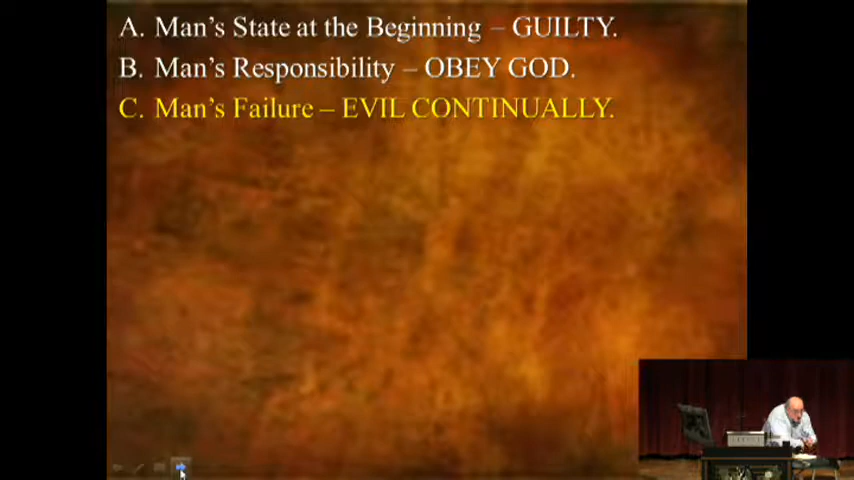 A. Man’s State at the Beginning – GUILTY.
B. Man’s Responsibility – OBEY GOD.
C. Man’s Failure – EVIL CONTINUALLY.